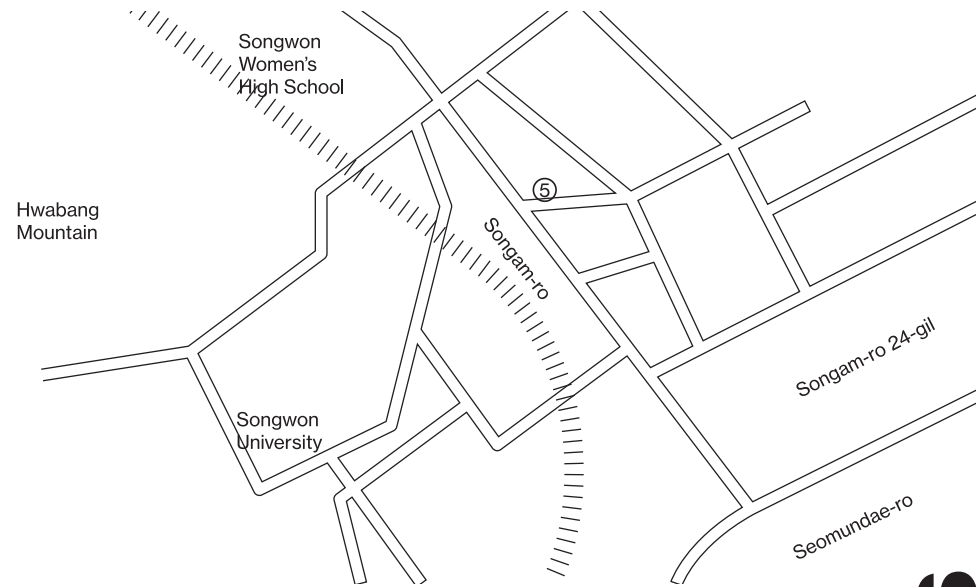 Songwon
Women's
High School
⑤
Hwabang
Mountain
Songam-ro
Songam-ro 24-gil
Songwon
University
Seomundae-ro